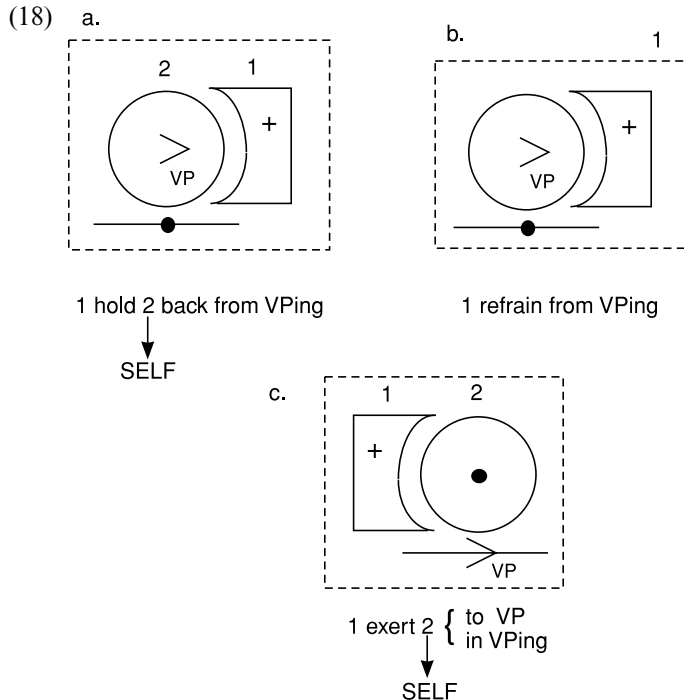 (18) a.
b. 1
2 1
+
VP
+
VP
1 hold 2 back from VPing
SELF
1 refrain from VPing
c. 1 2
+
VP
1 exert 2 { to VP
in VPing
SELF